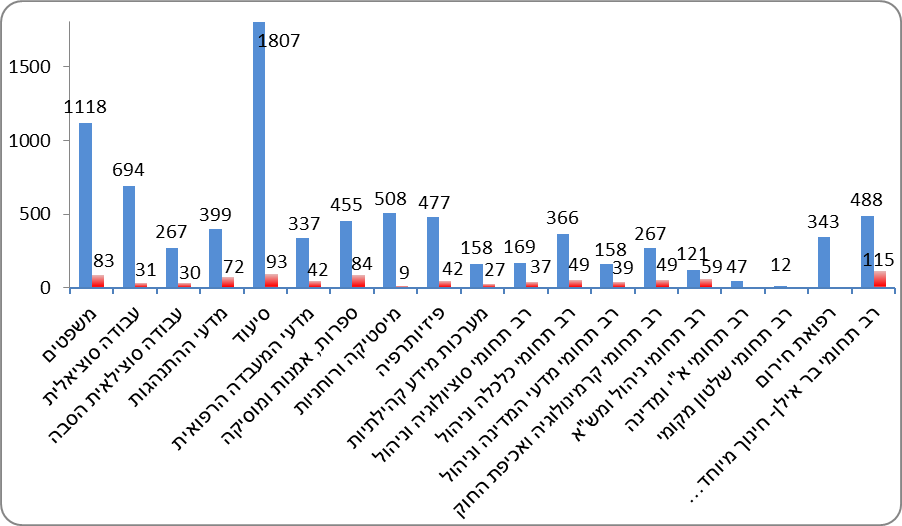 1500
1000
500
0
1118
83
694
31
267
30
399
72
1807
93
337
42
455
84
508
9
477
42
158
27
169
37
366
49
158
39
267
49
121
59
47
12
343
488
115
משפטים
עבודה סוציאלית
עבודה סוצילאית הסבה
מדעי ההתנהגות
סיעוד
מדעי המעבדה הרפואית
ספרות, אמנות ומוסיקה
מיסטיקה ורוחניות
פיזיותרפיה
מערכות מידע קהילתיות
רב תחומי סוציולוגיה וניהול
רב תחומי כלכלה וניהול
רב תחומי מדעי המדינה וניהול
רב תחומי קרמינולוגיה ואכיפת החוק
רב תחומי ניהול ומש"א
רב תחומי א"י ומדינה
רב תחומי שלטון מקומי
רפואת חירום
רב תחומי בר אילן- חינוך מיוחד...